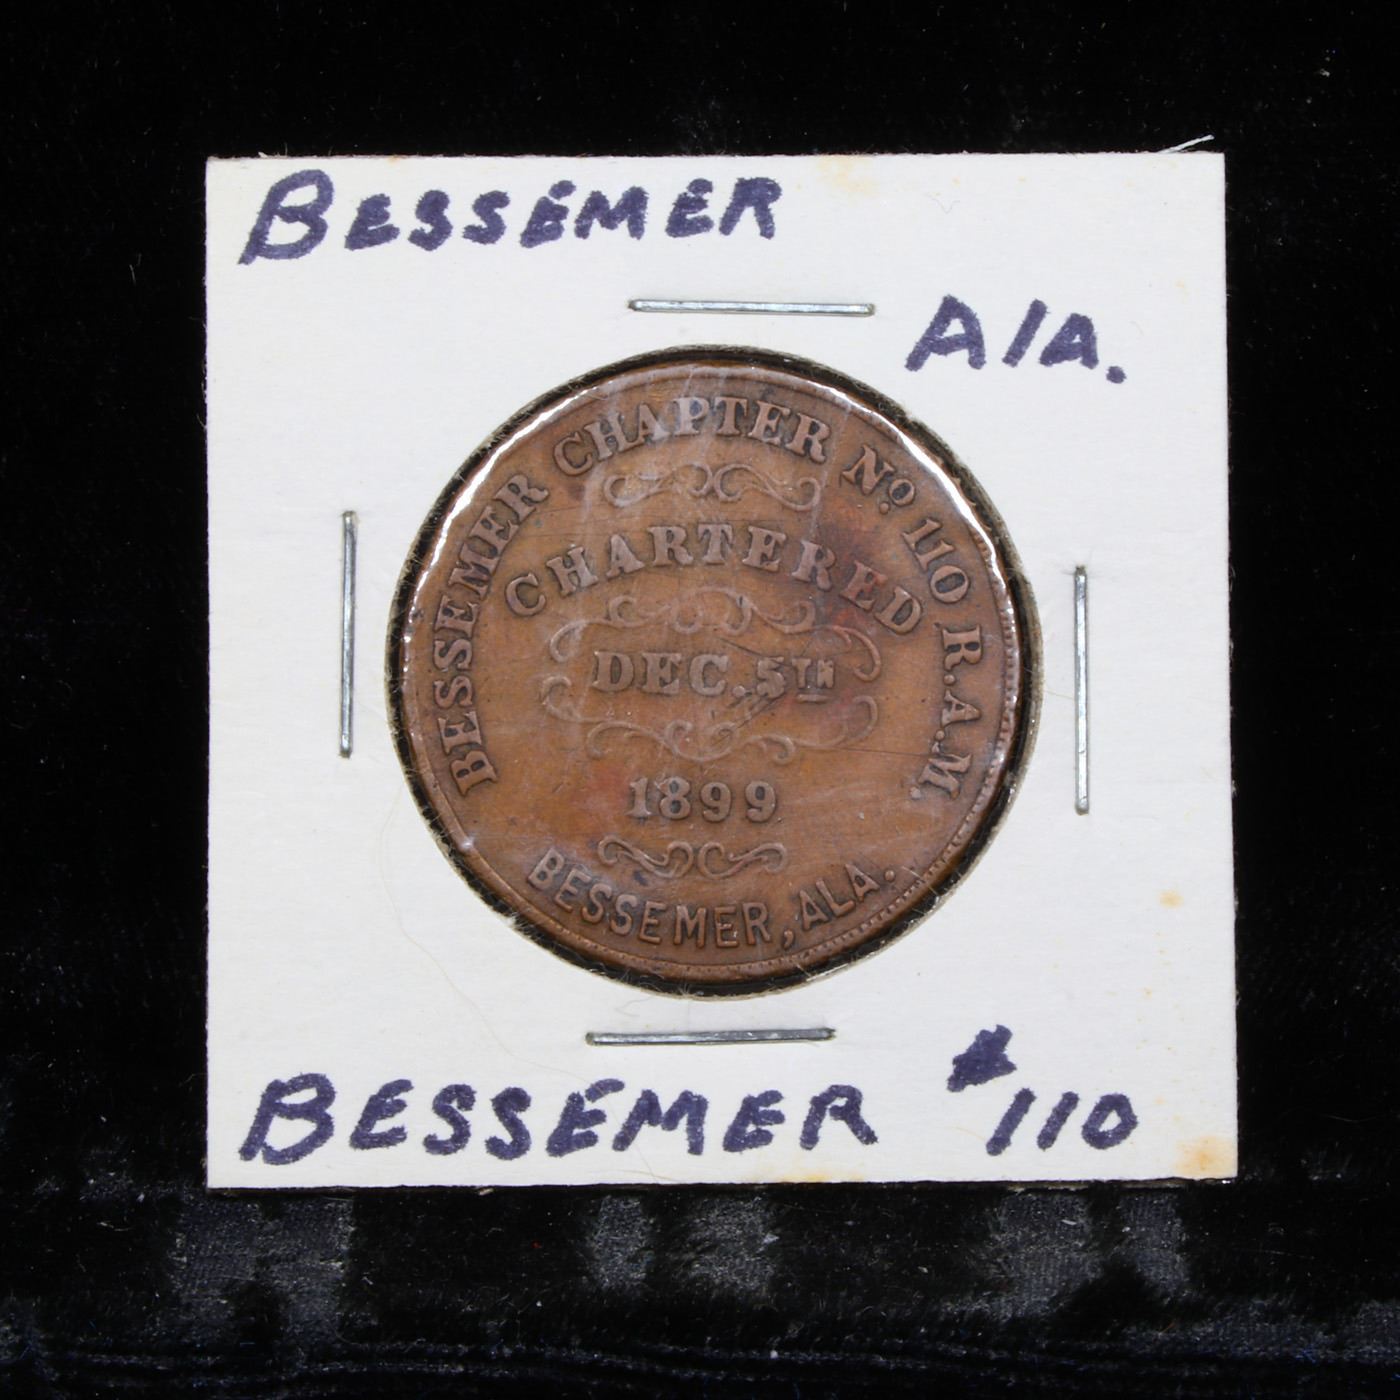 BESSEMER
Ala.
BESSEMER CHAPTER No. 110 R.A.M.
CHARTERED
DEC. 5TH
1899
BESSEMER, ALA.
BESSEMER #110